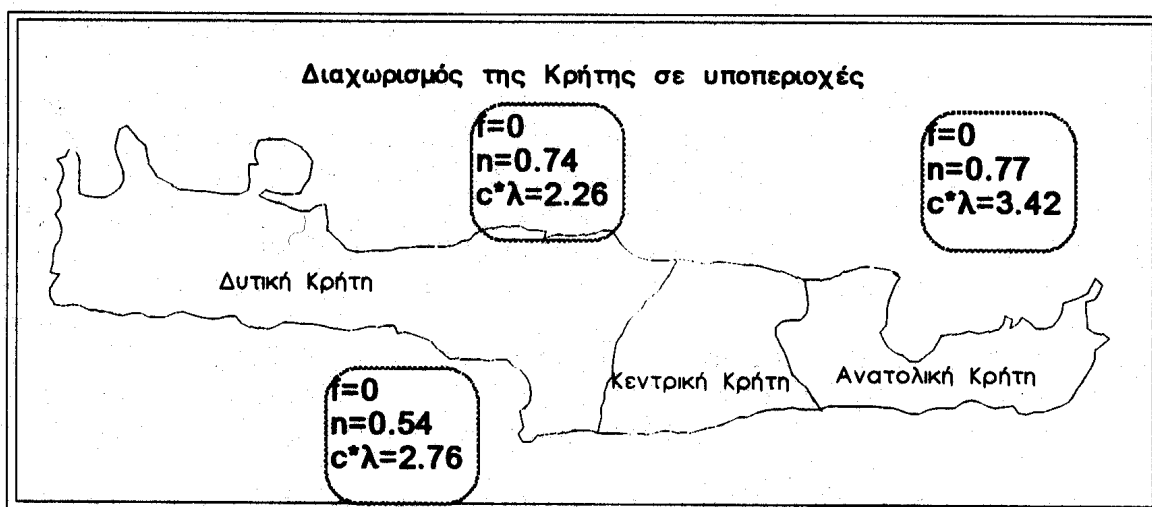 Διαχωρισμός της Κρήτης σε υποπεριοχές
f=0
n=0.74
c*λ=2.26
f=0
n=0.77
c*λ=3.42
Δυτική Κρήτη
Κεντρική Κρήτη
Ανατολική Κρήτη
f=0
n=0.54
c*λ=2.76